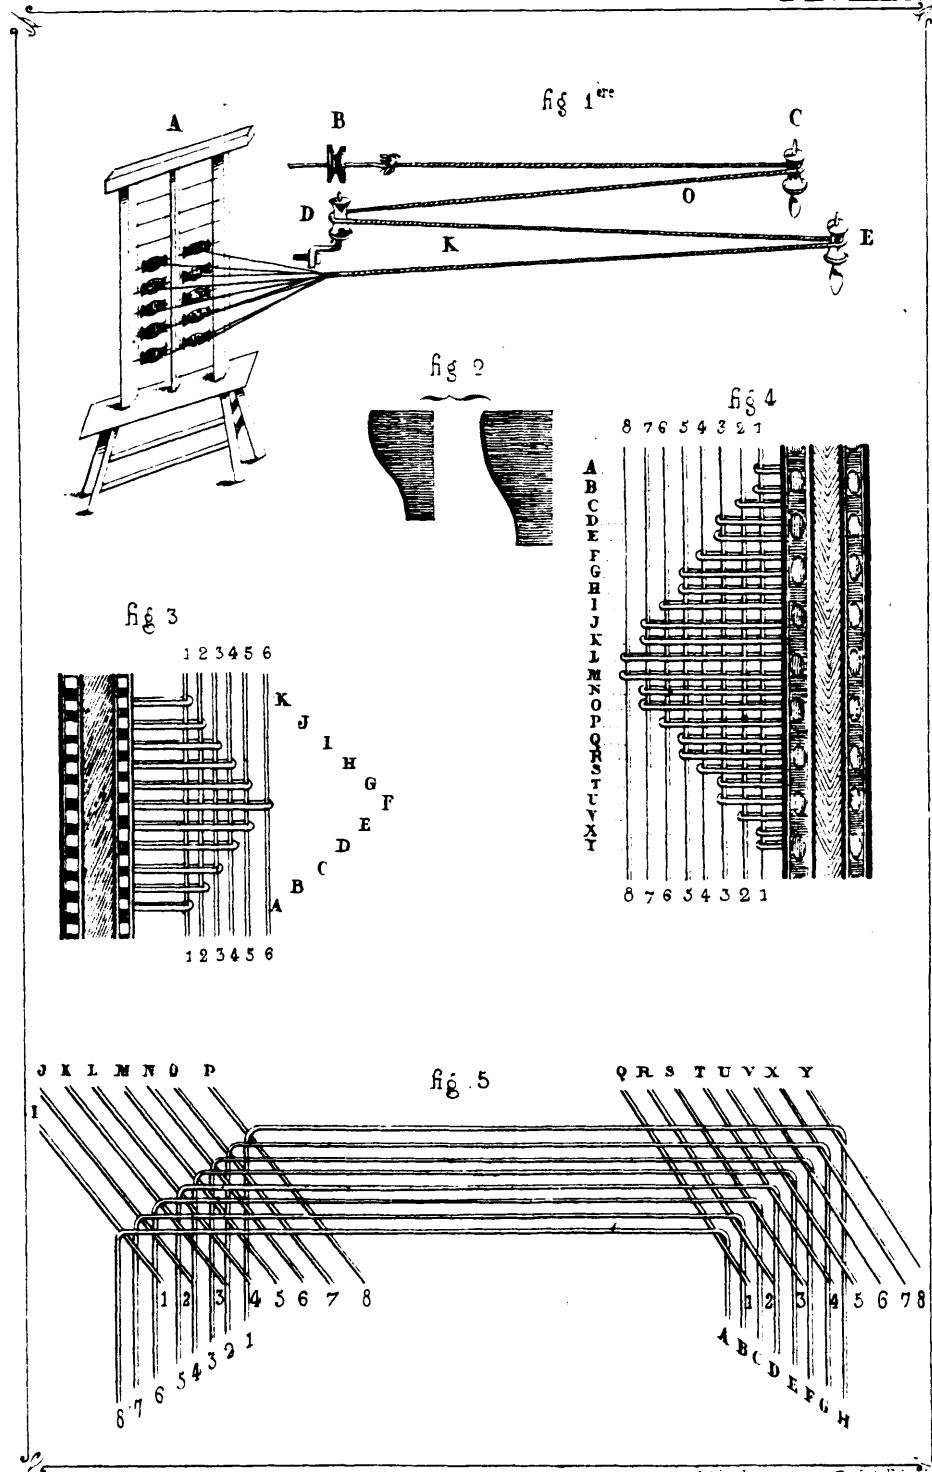 fig 1ère
A
B
C
D
O
K
E
fig 2
fig 4
8 7 6 5 4 3 2 1
A
B
C
D
E
F
G
H
I
J
K
L
M
N
O
P
Q
R
S
T
U
V
X
Y
8 7 6 5 4 3 2 1
fig 3
1 2 3 4 5 6
K
J
I
H
G
F
E
D
C
B
A
1 2 3 4 5 6
fig. 5
J K L M N O P
I
Q R S T U V X Y
1 2 3 4 5 6 7 8
8 7 6 5 4 3 2 1
1 2 3 4 5 6 7 8
A B C D E F G H